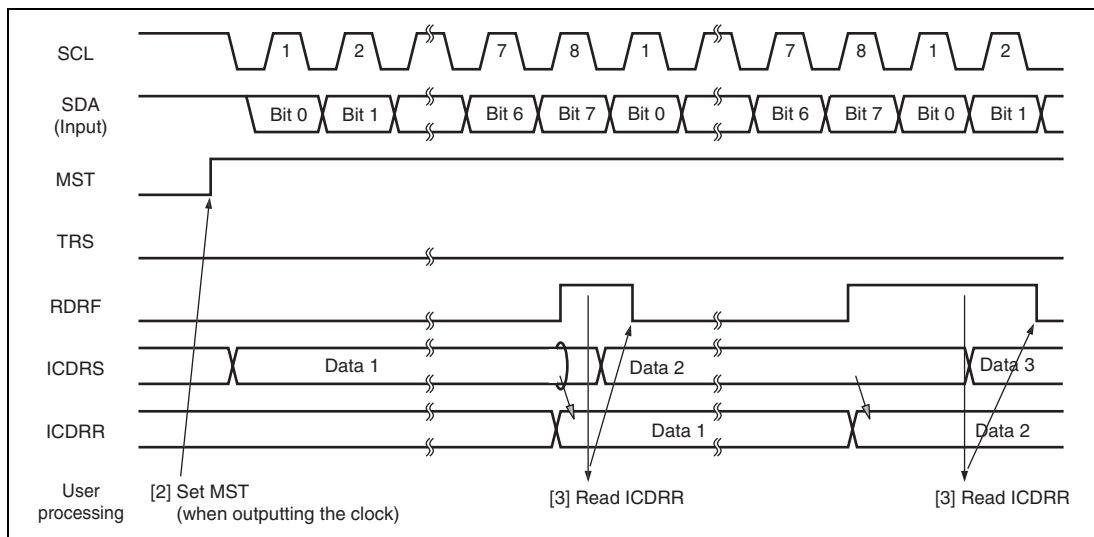 SCL 1 2 7 8 1 7 8 1 2
SDA
(Input)
Bit 0 Bit 1 Bit 6 Bit 7 Bit 0 Bit 6 Bit 7 Bit 0 Bit 1
MST
TRS
RDRF
ICDRS Data 1 Data 2 Data 3
ICDRR Data 1 Data 2
User
processing
[2] Set MST
(when outputting the clock)
[3] Read ICDRR
[3] Read ICDRR